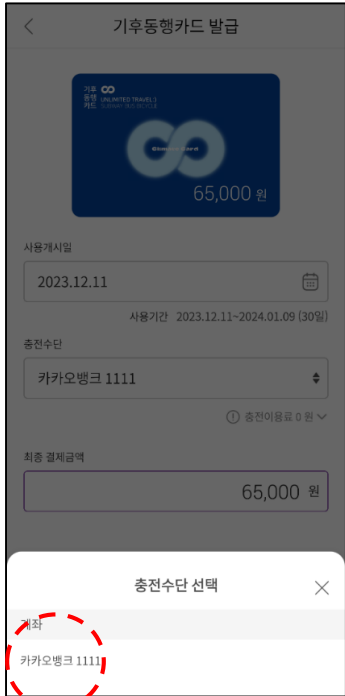 기후동행카드 발급
기후
동행
카드
UNLIMITED TRAVEL
Climate Card
65,000 원
사용개시일
2023.12.11
사용기간 2023.12.11~2024.01.09 (30일)
충전수단
카카오뱅크 1111
충전이용료 0 원
최종 결제금액
65,000 원
충전수단 선택
계좌
카카오뱅크 1111